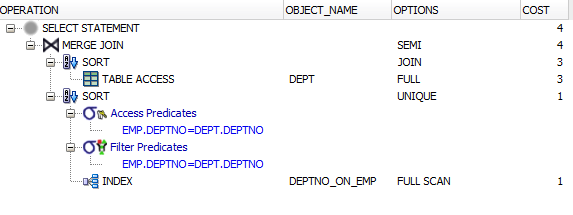 OPERATION OBJECT_NAME OPTIONS COST
SELECT STATEMENT 4
MERGE JOIN SEMI 4
SORT JOIN 3
TABLE ACCESS DEPT FULL 3
SORT UNIQUE 1
Access Predicates
EMP.DEPTNO=DEPT.DEPTNO
Filter Predicates
EMP.DEPTNO=DEPT.DEPTNO
INDEX DEPTNO_ON_EMP FULL SCAN 1